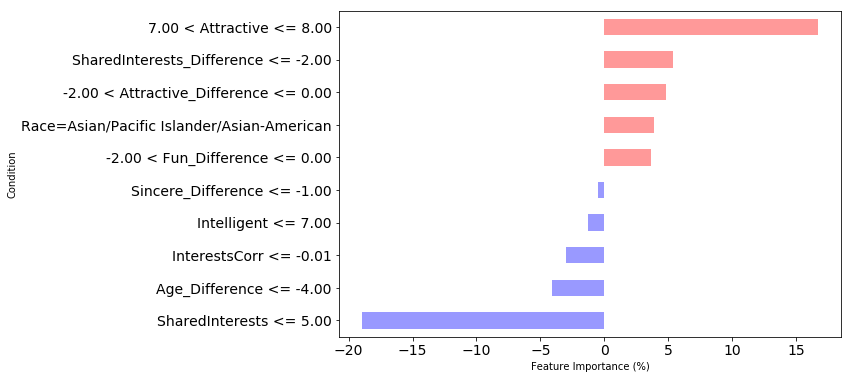 7.00 < Attractive <= 8.00
SharedInterests_Difference <= -2.00
-2.00 < Attractive_Difference <= 0.00
Race=Asian/Pacific Islander/Asian-American
-2.00 < Fun_Difference <= 0.00
Sincere_Difference <= -1.00
Intelligent <= 7.00
InterestsCorr <= -0.01
Age_Difference <= -4.00
SharedInterests <= 5.00
Condition
−20 −15 −10 −5 0 5 10 15
Feature Importance (%)